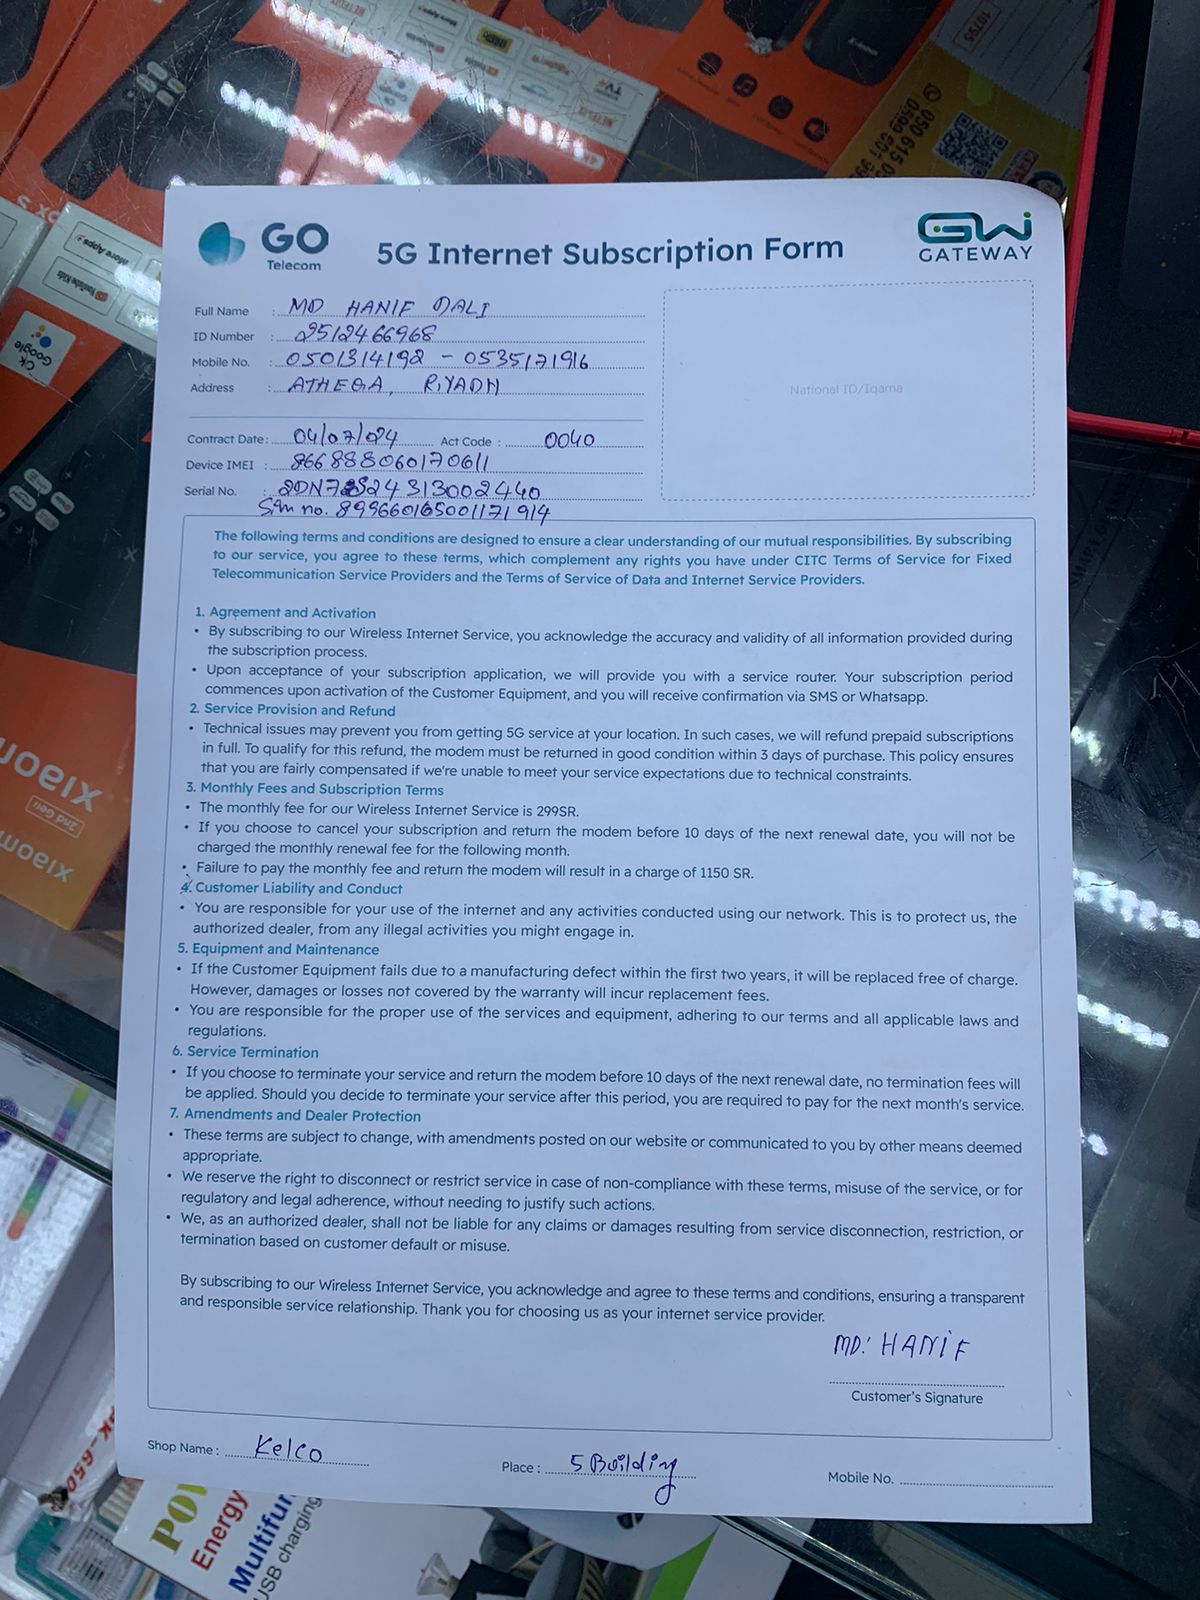 GO
Telecom
5G Internet Subscription Form
GWi
GATEWAY
Full Name : MD HANIF DALI
ID Number : 2512466968
Mobile No. : 0501314192 - 0535171916
Address : ATHEQA, RIYADH
National ID/Iqama
Contract Date: 04/07/024 Act Code : 0040
Device IMEI : 866888060170611
Serial No. : 2DN7824313002440
Sim no. 899660165001171914
The following terms and conditions are designed to ensure a clear understanding of our mutual responsibilities. By subscribing
to our service, you agree to these terms, which complement any rights you have under CITC Terms of Service for Fixed
Telecommunication Service Providers and the Terms of Service of Data and Internet Service Providers.
1. Agreement and Activation
• By subscribing to our Wireless Internet Service, you acknowledge the accuracy and validity of all information provided during
the subscription process.
• Upon acceptance of your subscription application, we will provide you with a service router. Your subscription period
commences upon activation of the Customer Equipment, and you will receive confirmation via SMS or Whatsapp.
2. Service Provision and Refund
• Technical issues may prevent you from getting 5G service at your location. In such cases, we will refund prepaid subscriptions
in full. To qualify for this refund, the modem must be returned in good condition within 3 days of purchase. This policy ensures
that you are fairly compensated if we're unable to meet your service expectations due to technical constraints.
3. Monthly Fees and Subscription Terms
• The monthly fee for our Wireless Internet Service is 299SR.
• If you choose to cancel your subscription and return the modem before 10 days of the next renewal date, you will not be
charged the monthly renewal fee for the following month.
• Failure to pay the monthly fee and return the modem will result in a charge of 1150 SR.
4. Customer Liability and Conduct
• You are responsible for your use of the internet and any activities conducted using our network. This is to protect us, the
authorized dealer, from any illegal activities you might engage in.
5. Equipment and Maintenance
• If the Customer Equipment fails due to a manufacturing defect within the first two years, it will be replaced free of charge.
However, damages or losses not covered by the warranty will incur replacement fees.
• You are responsible for the proper use of the services and equipment, adhering to our terms and all applicable laws and
regulations.
6. Service Termination
• If you choose to terminate your service and return the modem before 10 days of the next renewal date, no termination fees will
be applied. Should you decide to terminate your service after this period, you are required to pay for the next month's service.
7. Amendments and Dealer Protection
• These terms are subject to change, with amendments posted on our website or communicated to you by other means deemed
appropriate.
• We reserve the right to disconnect or restrict service in case of non-compliance with these terms, misuse of the service, or for
regulatory and legal adherence, without needing to justify such actions.
• We, as an authorized dealer, shall not be liable for any claims or damages resulting from service disconnection, restriction, or
termination based on customer default or misuse.
By subscribing to our Wireless Internet Service, you acknowledge and agree to these terms and conditions, ensuring a transparent
and responsible service relationship. Thank you for choosing us as your internet service provider.
MD: HANIF
Customer's Signature
Shop Name : Kelco
Place : 5 Building
Mobile No.
xiaomi
2nd Gen
xiaomi
Ok
Google
YouTube Kids
More Apps
Energy
Multifun
USB charging